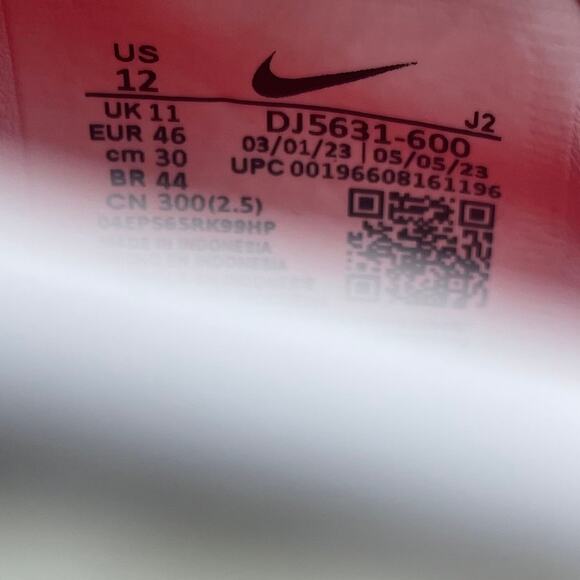 US
12
UK 11
EUR 46
cm 30
BR 44
CN 300(2.5)
04EPS65RK99HP
MADE IN INDONESIA
J2
DJ5631-600
03/01/23 | 05/05/23
UPC 00196608161196